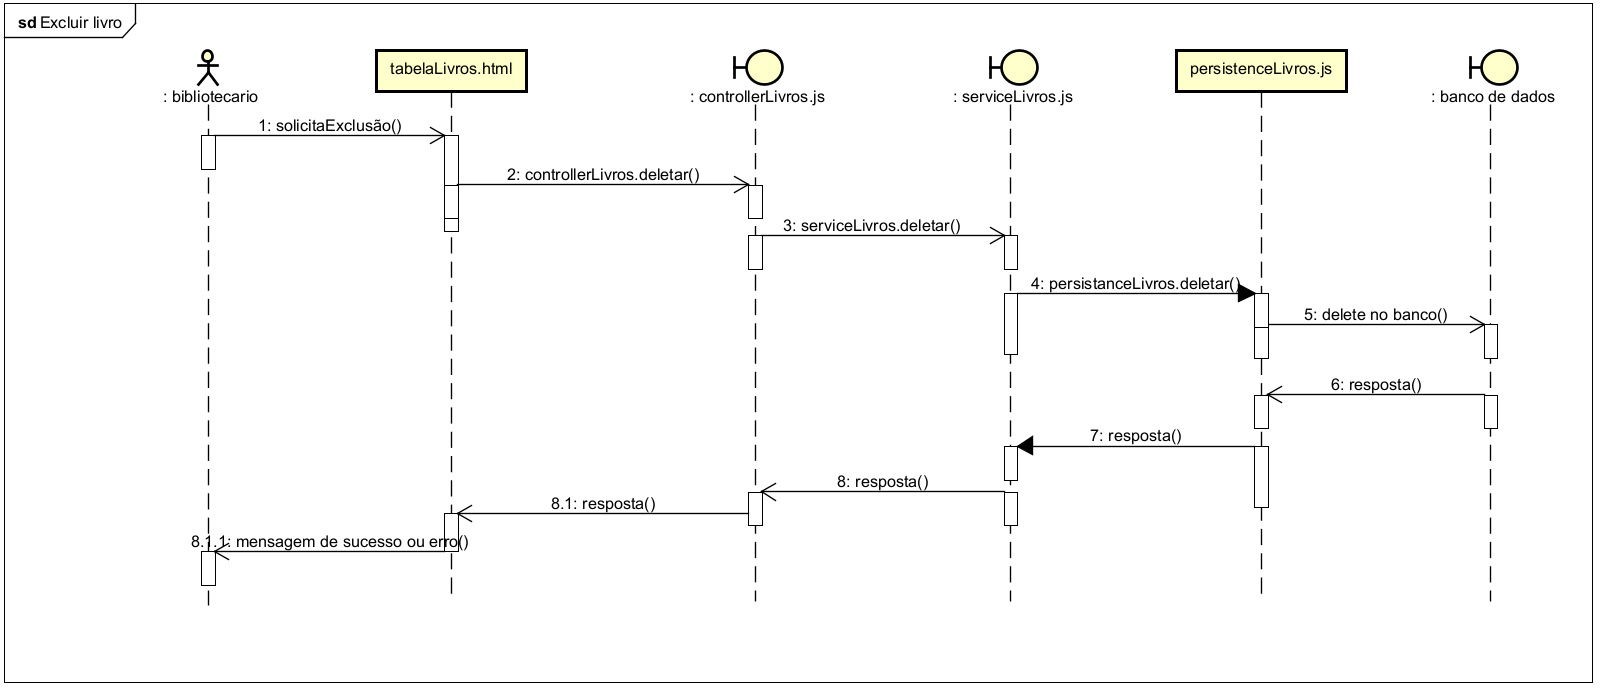 sd Excluir livro
: bibliotecario
tabelaLivros.html
: controllerLivros.js
: serviceLivros.js
persistenceLivros.js
: banco de dados
1: solicitaExclusão()
2: controllerLivros.deletar()
3: serviceLivros.deletar()
4: persistanceLivros.deletar()
5: delete no banco()
6: resposta()
7: resposta()
8: resposta()
8.1: resposta()
8.1.1: mensagem de sucesso ou erro()